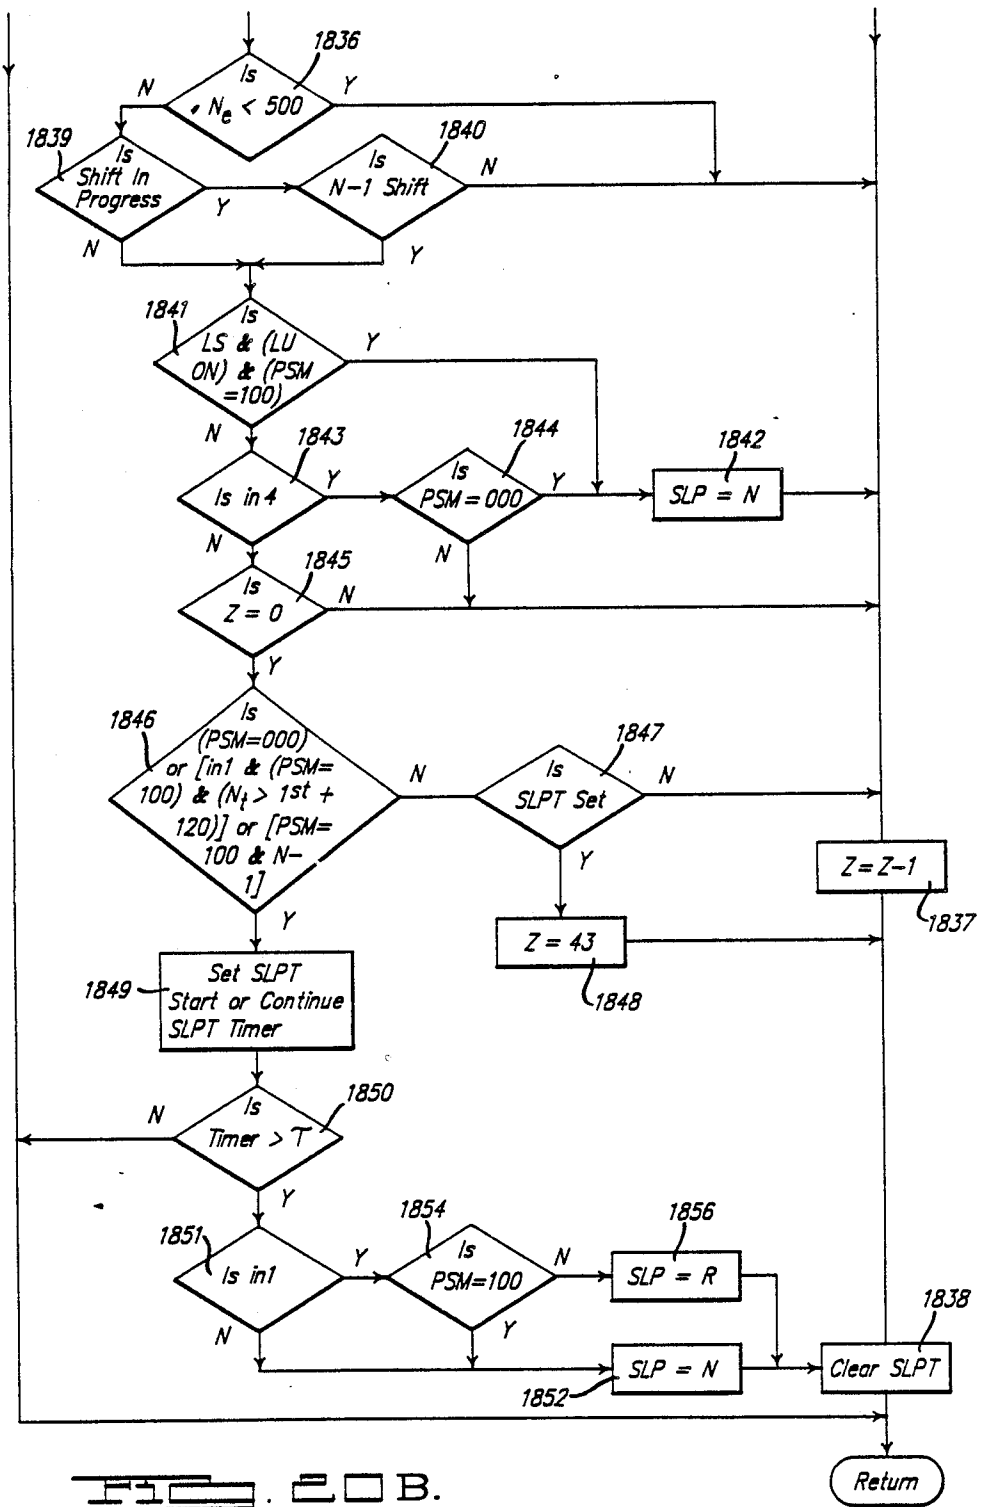 1836
Is
N_e < 500
N
Y
1839
Is
Shift In
Progress
Y
N
1840
Is
N-1 Shift
N
Y
1841
Is
LS & (LU
ON) & (PSM
=100)
Y
N
1843
Is in 4
Y
N
1844
Is
PSM = 000
Y
N
1842
SLP = N
1845
Is
Z = 0
N
Y
1846
Is
(PSM=000)
or [in1 & (PSM=
100) & (N_t > 1st +
120)] or [PSM=
100 & N-
1]
N
Y
1847
Is
SLPT Set
N
Y
Z = Z-1
1837
Z = 43
1848
1849
Set SLPT
Start or Continue
SLPT Timer
1850
Is
Timer > T
N
Y
1851
Is in1
Y
N
1854
Is
PSM=100
N
Y
1856
SLP = R
1852
SLP = N
1838
Clear SLPT
Return
FIG. 20B.